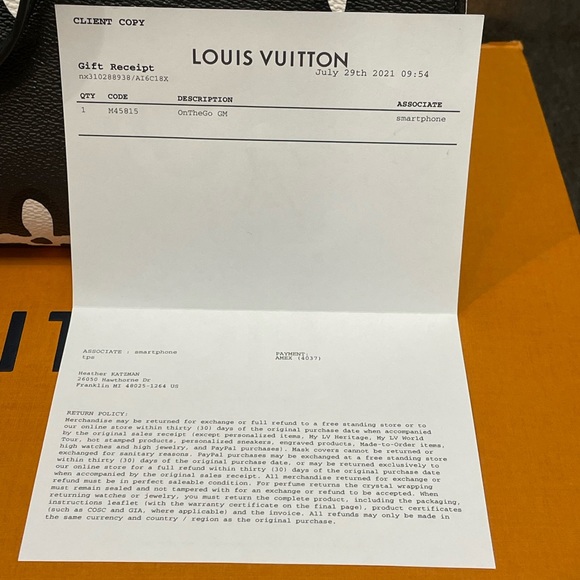 CLIENT COPY
LOUIS VUITTON
Gift Receipt
July 29th 2021 09:54
nx310288938/AI6C18X
QTY CODE DESCRIPTION ASSOCIATE
1 M45815 OnTheGo GM smartphone
ASSOCIATE : smartphone
tps
PAYMENT:
AMEX (4037)
Heather KATSMAN
26050 Hawthorne Dr
Franklin MI 48025-1264 US
RETURN POLICY:
Merchandise may be returned for exchange or full refund to a free standing store or to
our online store within thirty (30) days of the original purchase date when accompanied
by the original sales receipt (except personalized items, My LV Heritage, My LV World
Tour, hot stamped products, personalized sneakers, engraved products, Made-to-Order items,
high watches and high jewelry, and PayPal purchases). Mask covers cannot be returned or
exchanged for sanitary reasons. PayPal purchases may be exchanged at a free standing store
within thirty (30) days of the original purchase date, or may be returned exclusively to
our online store for a full refund within thirty (30) days of the original purchase date
when accompanied by the original sales receipt. All merchandise returned for exchange or
refund must be in perfect saleable condition. For perfume returns the crystal wrapping
must remain sealed and not tampered with for an exchange or refund to be accepted. When
returning watches or jewelry, you must return the complete product, including the packaging,
instructions leaflet (with the warranty certificate on the final page), product certificates
(such as COSC and GIA, where applicable) and the invoice. All refunds may only be made in
the same currency and country / region as the original purchase.